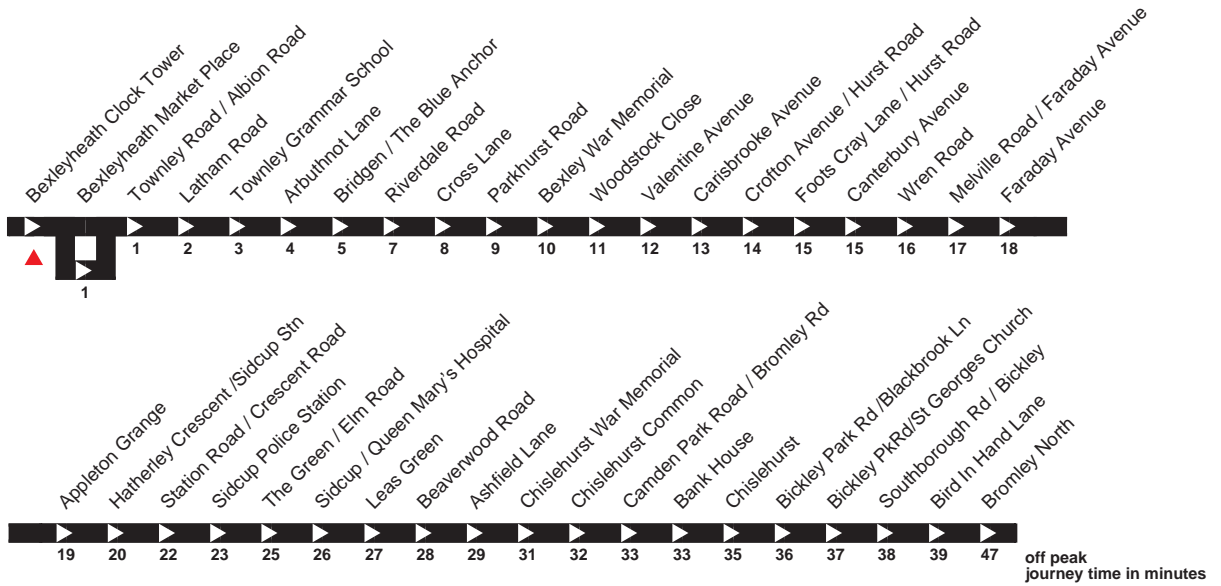 Bexleyheath Clock Tower
Bexleyheath Market Place
Townley Road / Albion Road
Latham Road
Townley Grammar School
Arbuthnot Lane
Bridgen / The Blue Anchor
Riverdale Road
Cross Lane
Parkhurst Road
Bexley War Memorial
Woodstock Close
Valentine Avenue
Carisbrooke Avenue
Crofton Avenue / Hurst Road
Foots Cray Lane / Hurst Road
Canterbury Avenue
Wren Road
Melville Road / Faraday Avenue
Faraday Avenue
1 2 3 4 5 7 8 9 10 11 12 13 14 15 15 16 17 18
1
Appleton Grange
Hatherley Crescent /Sidcup Stn
Station Road / Crescent Road
Sidcup Police Station
The Green / Elm Road
Sidcup / Queen Mary's Hospital
Leas Green
Beaverwood Road
Ashfield Lane
Chislehurst War Memorial
Chislehurst Common
Camden Park Road / Bromley Rd
Bank House
Chislehurst
Bickley Park Rd /Blackbrook Ln
Bickley PkRd/St Georges Church
Southborough Rd / Bickley
Bird In Hand Lane
Bromley North
19 20 22 23 25 26 27 28 29 31 32 33 33 35 36 37 38 39 47
off peak
journey time in minutes